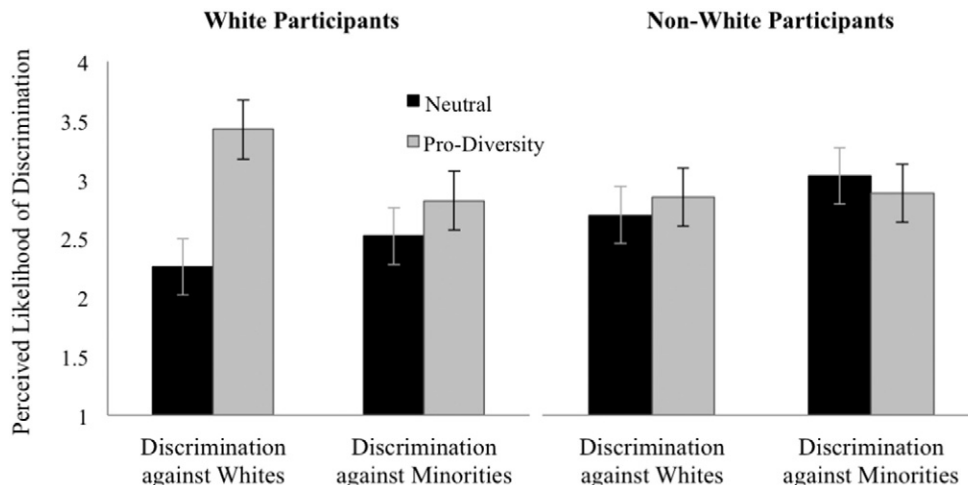 White Participants
Non-White Participants
Perceived Likelihood of Discrimination
4
3.5
3
2.5
2
1.5
1
Neutral
Pro-Diversity
Discrimination
against Whites
Discrimination
against Minorities
Discrimination
against Whites
Discrimination
against Minorities